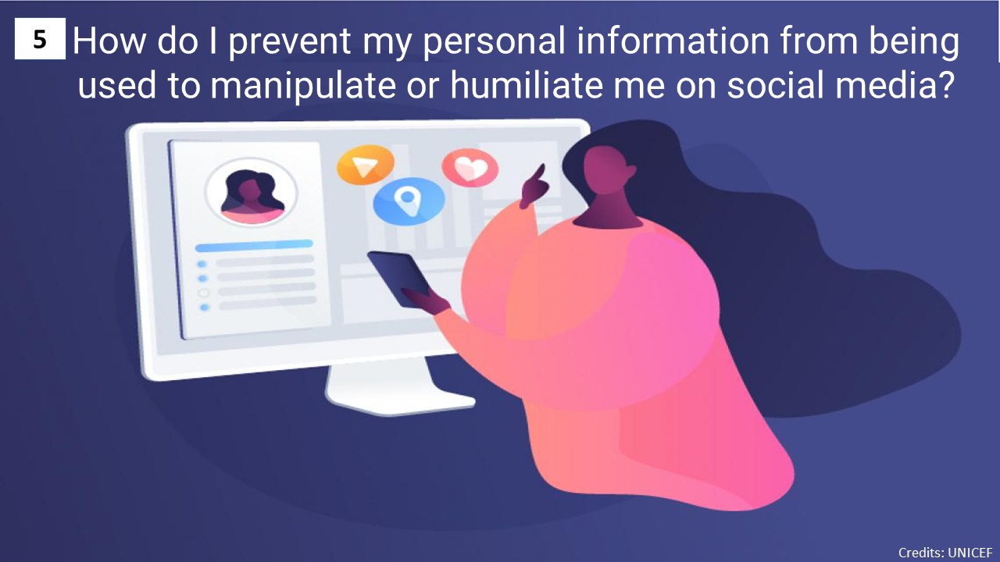 5 How do I prevent my personal information from being
used to manipulate or humiliate me on social media?
Credits: UNICEF